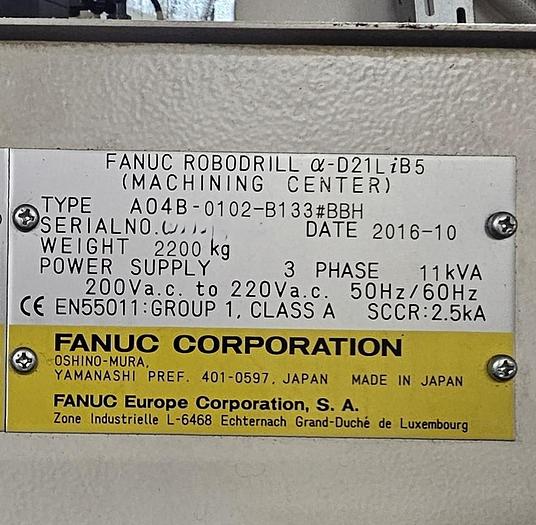 FANUC ROBODRILL α-D21LiB5
(MACHINING CENTER)
TYPE A04B-0102-B133#BBH
SERIALNO. DATE 2016-10
WEIGHT 2200 kg
POWER SUPPLY 3 PHASE 11kVA
200Va.c. to 220Va.c. 50Hz/60Hz
CE EN55011:GROUP 1, CLASS A SCCR:2.5kA
FANUC CORPORATION
OSHINO-MURA,
YAMANASHI PREF. 401-0597, JAPAN MADE IN JAPAN
FANUC Europe Corporation, S. A.
Zone Industrielle L-6468 Echternach Grand-Duché de Luxembourg